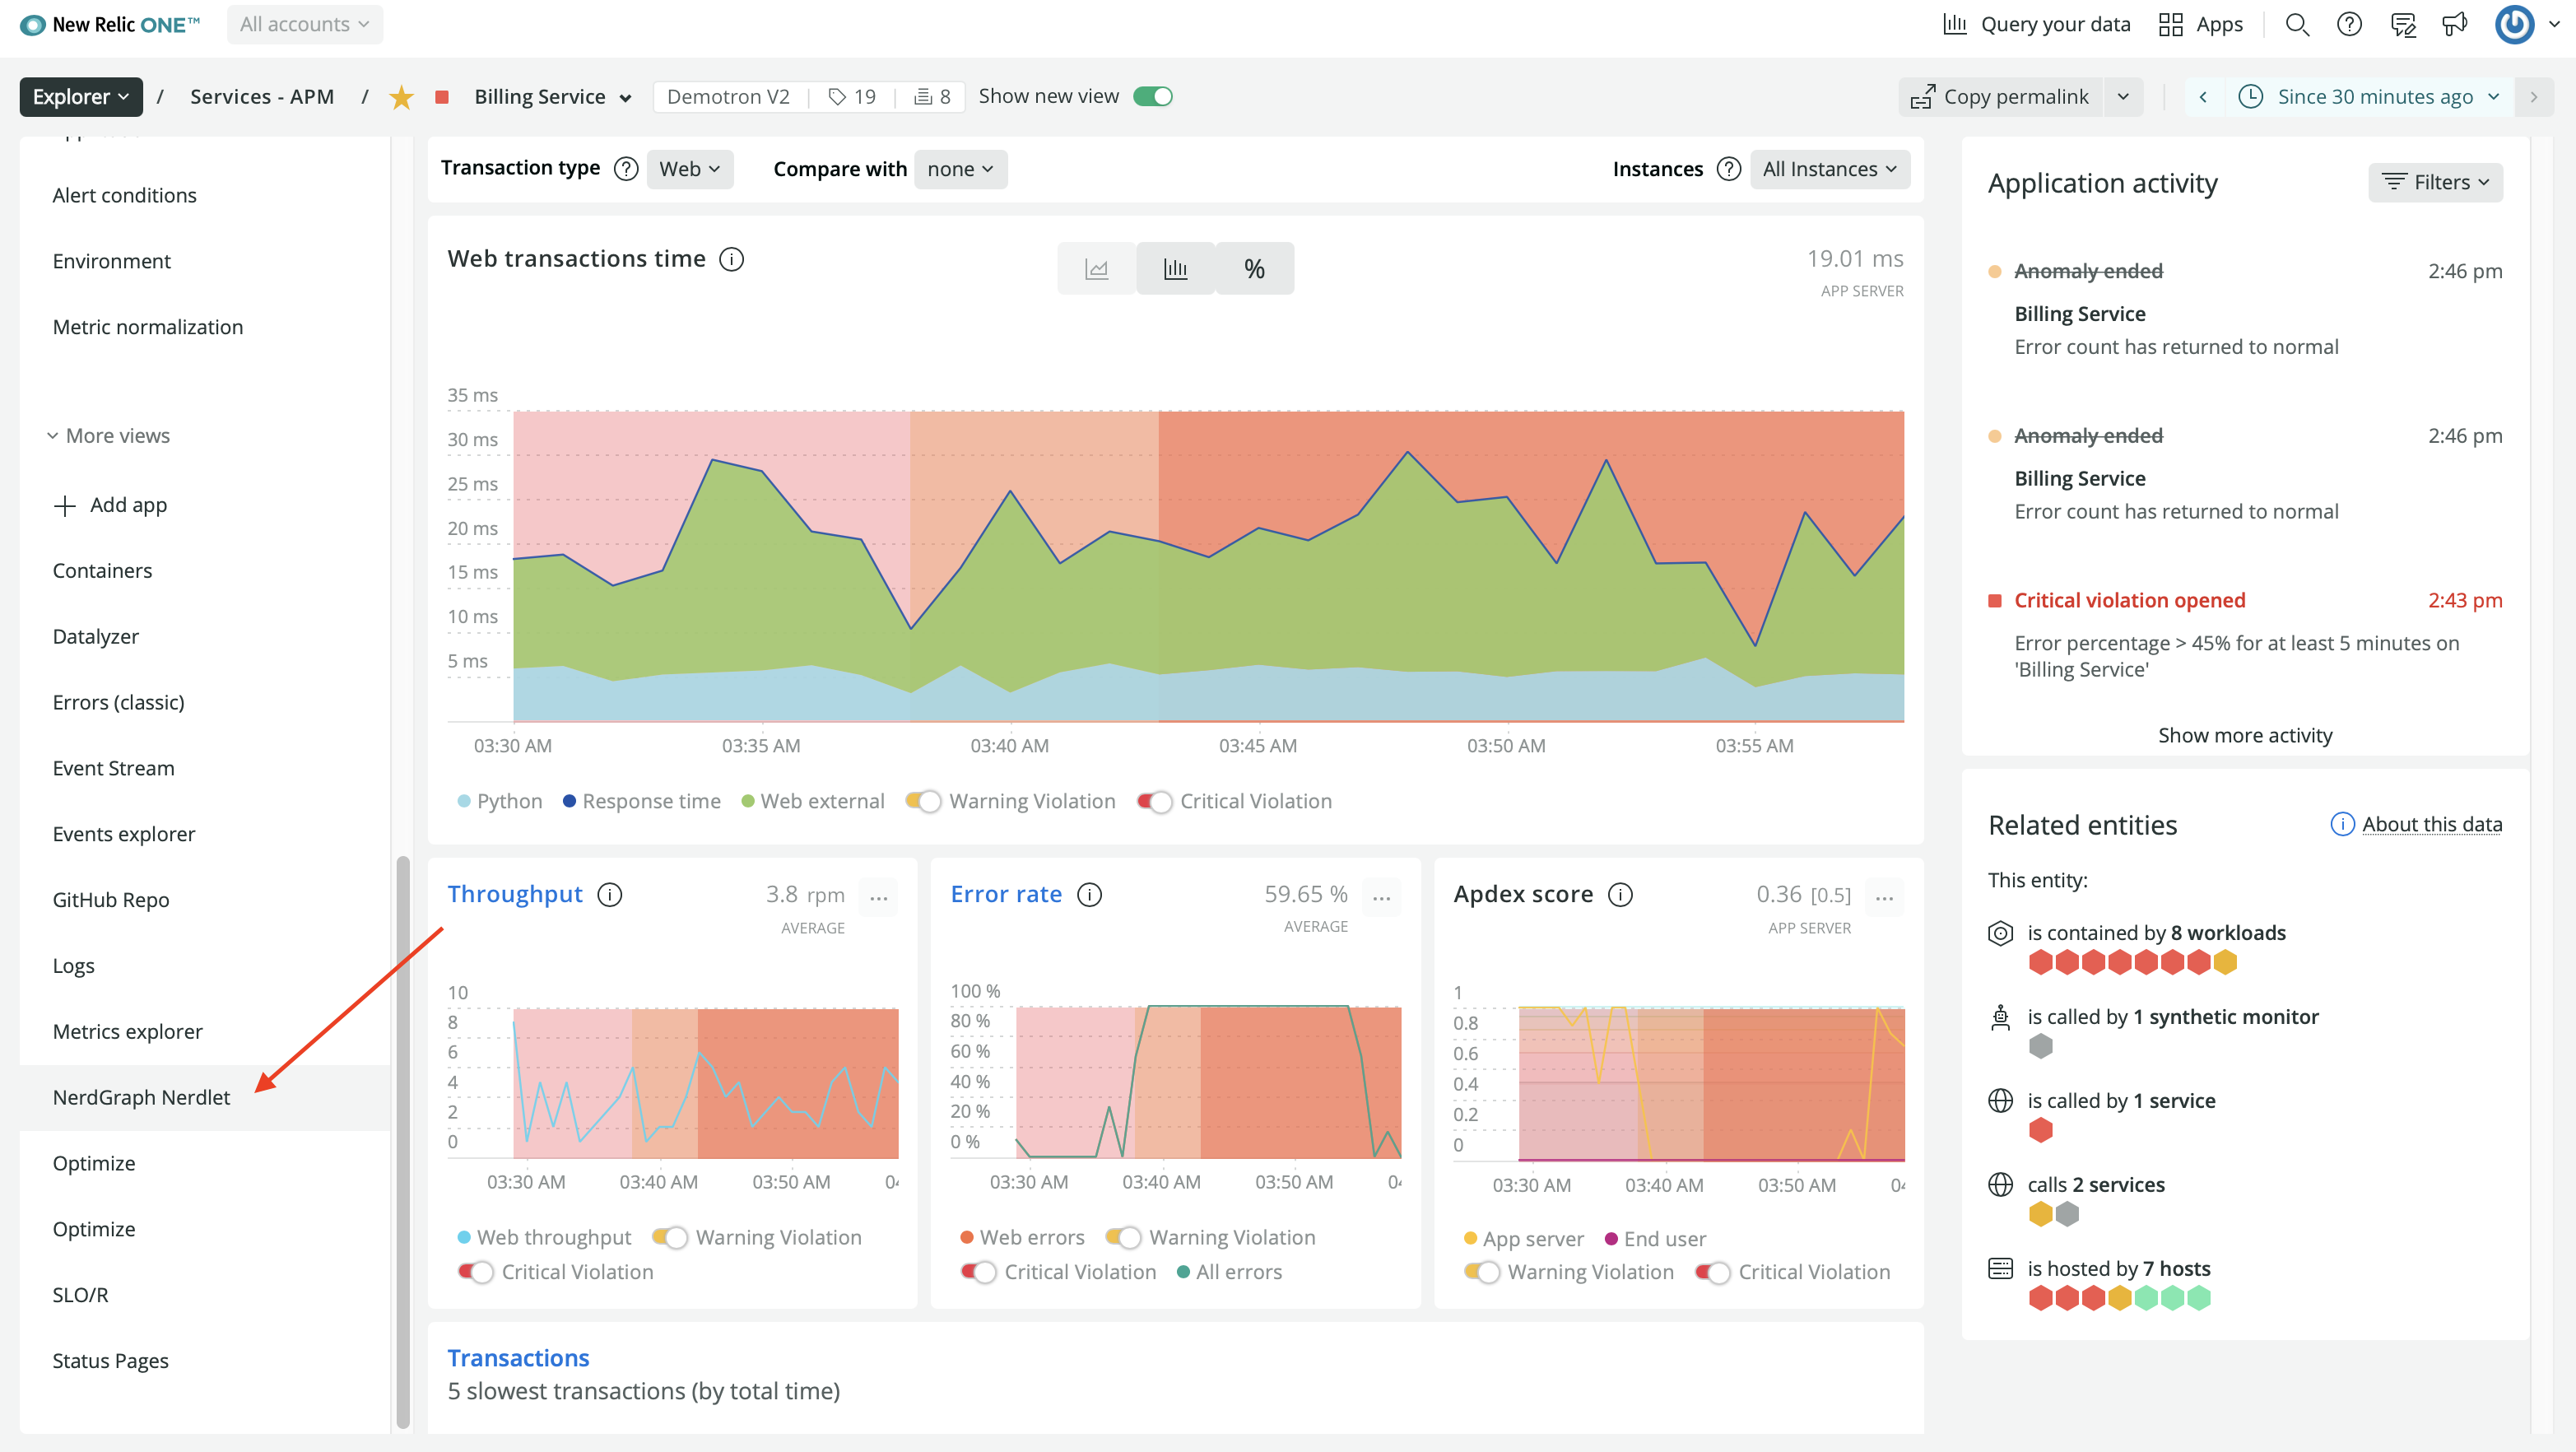 New Relic ONE™
All accounts
Query your data
Apps
Explorer / Services - APM / Billing Service
Demotron V2 19 8
Show new view
Copy permalink
Since 30 minutes ago
Alert conditions
Environment
Metric normalization
More views
Add app
Containers
Datalyzer
Errors (classic)
Event Stream
Events explorer
GitHub Repo
Logs
Metrics explorer
NerdGraph Nerdlet
Optimize
Optimize
SLO/R
Status Pages
Transaction type ? Web
Compare with none
Instances ? All Instances
Web transactions time
%
19.01 ms
APP SERVER
35 ms
30 ms
25 ms
20 ms
15 ms
10 ms
5 ms
03:30 AM 03:35 AM 03:40 AM 03:45 AM 03:50 AM 03:55 AM
Python Response time Web external Warning Violation Critical Violation
Throughput
3.8 rpm
...
AVERAGE
10
8
6
4
2
0
03:30 AM 03:40 AM 03:50 AM
Web throughput Warning Violation
Critical Violation
Error rate
59.65 %
...
AVERAGE
100 %
80 %
60 %
40 %
20 %
0 %
03:30 AM 03:40 AM 03:50 AM
Web errors Warning Violation
Critical Violation All errors
Apdex score
0.36 [0.5]
...
APP SERVER
1
0.8
0.6
0.4
0.2
0
03:30 AM 03:40 AM 03:50 AM
App server End user
Warning Violation Critical Violation
Transactions
5 slowest transactions (by total time)
Application activity
Filters
Anomaly ended 2:46 pm
Billing Service
Error count has returned to normal
Anomaly ended 2:46 pm
Billing Service
Error count has returned to normal
Critical violation opened 2:43 pm
Error percentage > 45% for at least 5 minutes on
'Billing Service'
Show more activity
Related entities
About this data
This entity:
is contained by 8 workloads
is called by 1 synthetic monitor
is called by 1 service
calls 2 services
is hosted by 7 hosts